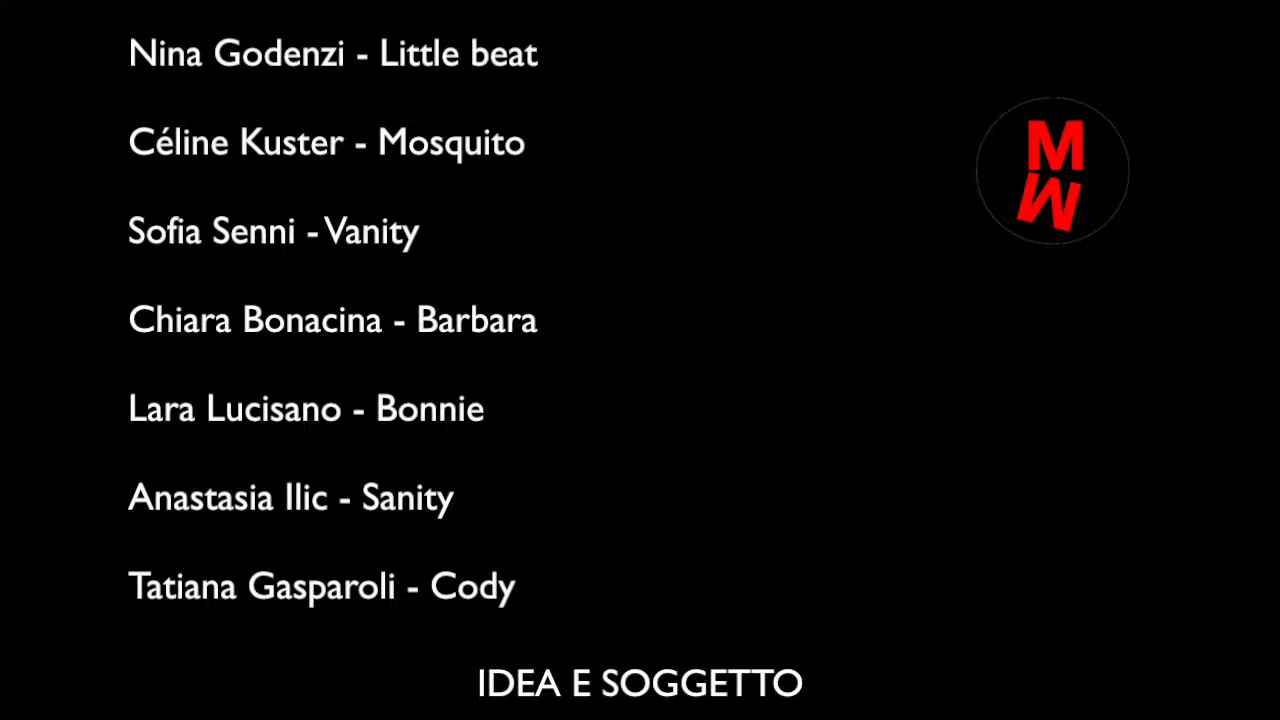 Nina Godenzi - Little beat
Céline Kuster - Mosquito
Sofia Senni - Vanity
Chiara Bonacina - Barbara
Lara Lucisano - Bonnie
Anastasia Ilic - Sanity
Tatiana Gasparoli - Cody
IDEA E SOGGETTO
M
M